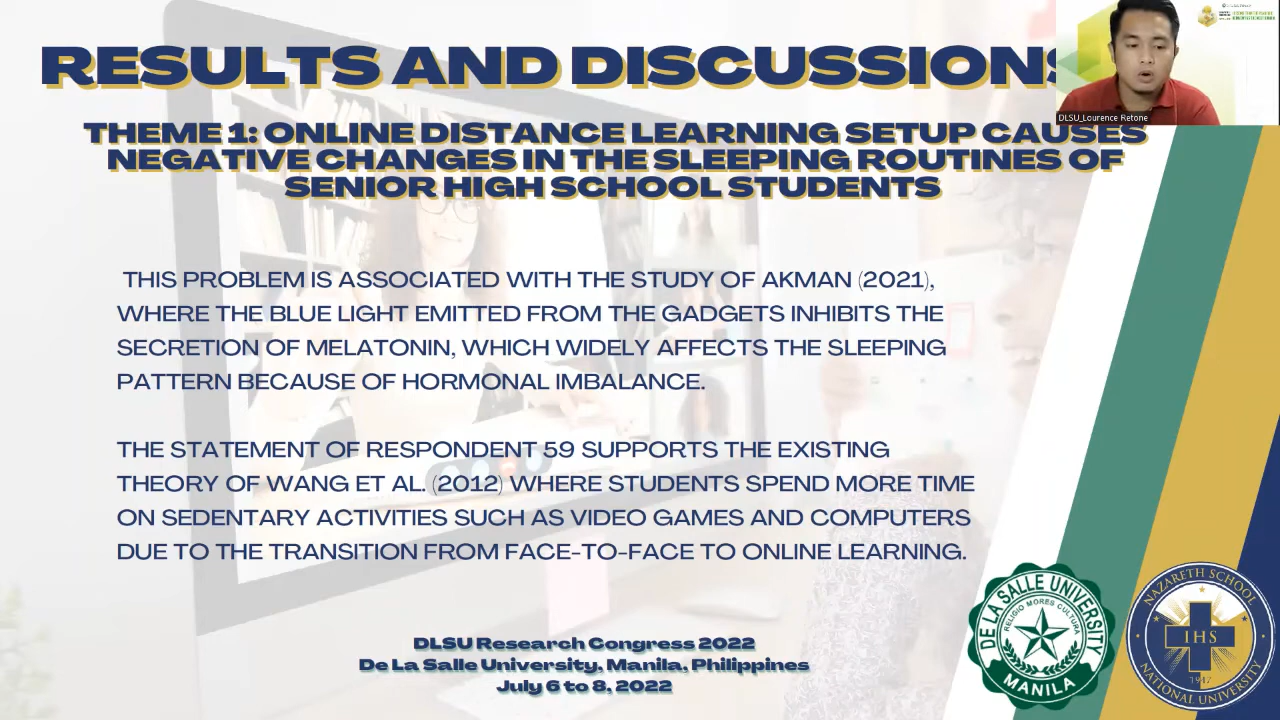 RESULTS AND DISCUSSIONS
DLSU_Lourence Retone
THEME 1: ONLINE DISTANCE LEARNING SETUP CAUSES
NEGATIVE CHANGES IN THE SLEEPING ROUTINES OF
SENIOR HIGH SCHOOL STUDENTS
THIS PROBLEM IS ASSOCIATED WITH THE STUDY OF AKMAN (2021),
WHERE THE BLUE LIGHT EMITTED FROM THE GADGETS INHIBITS THE
SECRETION OF MELATONIN, WHICH WIDELY AFFECTS THE SLEEPING
PATTERN BECAUSE OF HORMONAL IMBALANCE.
THE STATEMENT OF RESPONDENT 59 SUPPORTS THE EXISTING
THEORY OF WANG ET AL. (2012) WHERE STUDENTS SPEND MORE TIME
ON SEDENTARY ACTIVITIES SUCH AS VIDEO GAMES AND COMPUTERS
DUE TO THE TRANSITION FROM FACE-TO-FACE TO ONLINE LEARNING.
DLSU Research Congress 2022
De La Salle University, Manila, Philippines
July 6 to 8, 2022
DE LA SALLE UNIVERSITY
RELIGIO MORES CULTURA
MANILA
NAZARETH SCHOOL
IHS
1947
NATIONAL UNIVERSITY